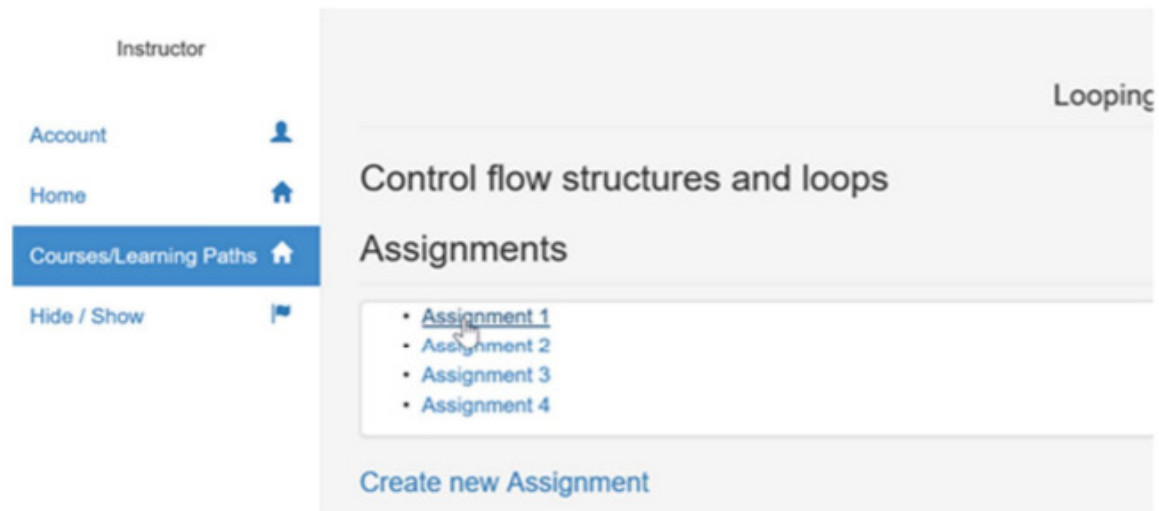 Instructor
Account
Home
Courses/Learning Paths
Hide / Show
Looping
Control flow structures and loops
Assignments
• Assignment 1
• Assignment 2
• Assignment 3
• Assignment 4
Create new Assignment